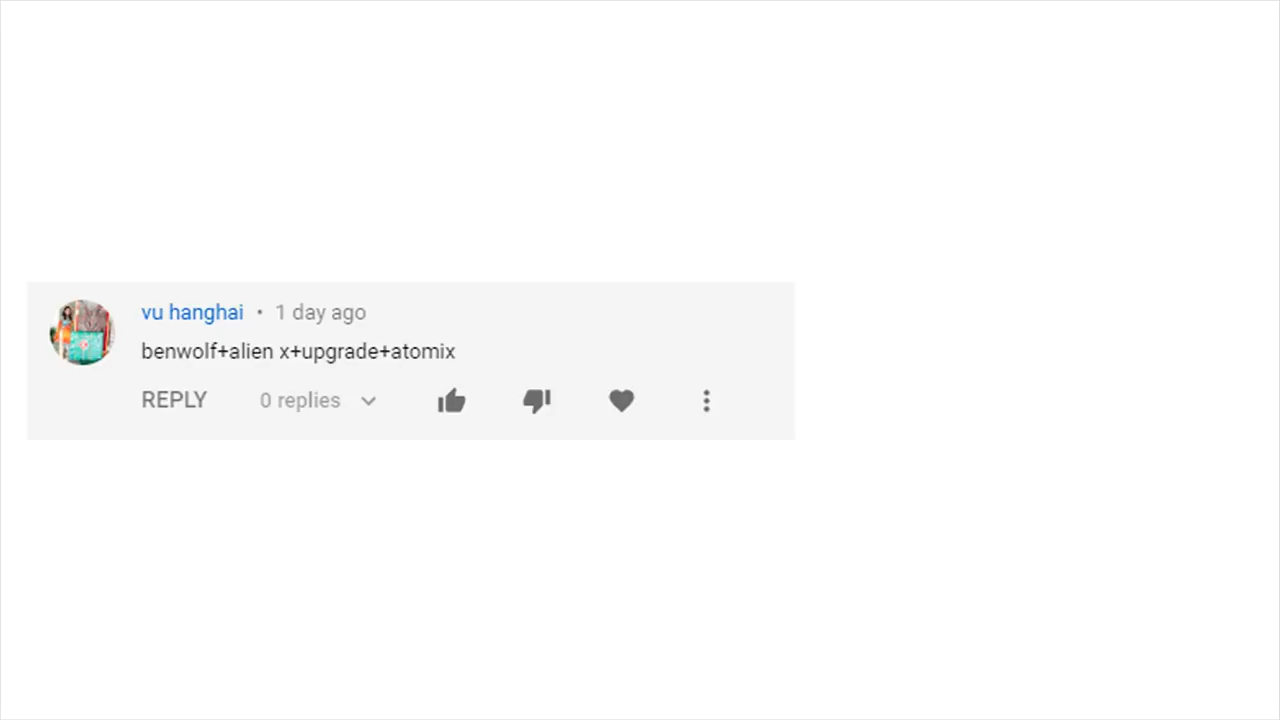 vu hanghai • 1 day ago
benwolf+alien x+upgrade+atomix
REPLY 0 replies